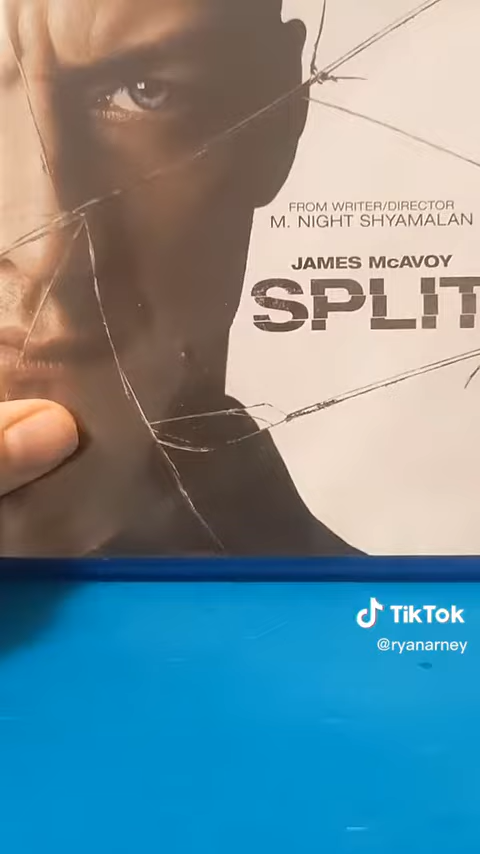 FROM WRITER/DIRECTOR
M. NIGHT SHYAMALAN
JAMES McAVOY
SPLIT
TikTok
@ryanarney